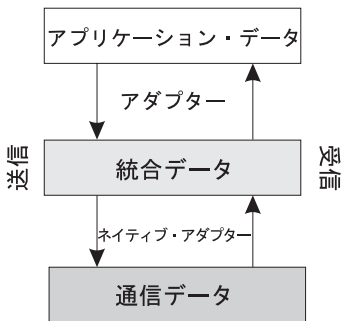 アプリケーション・データ
アダプター
送信
統合データ
受信
ネイティブ・アダプター
通信データ